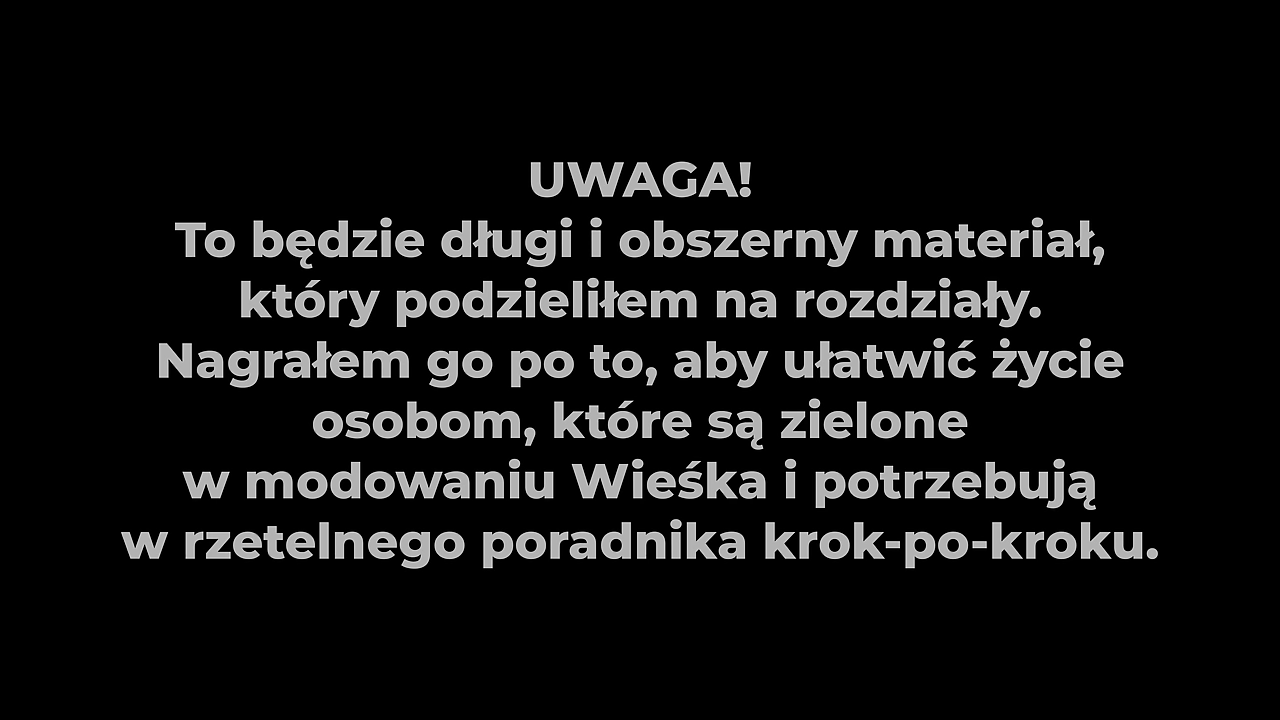 UWAGA!
To będzie długi i obszerny materiał,
który podzieliłem na rozdziały.
Nagrałem go po to, aby ułatwić życie
osobom, które są zielone
w modowaniu Wieśka i potrzebują
w rzetelnego poradnika krok-po-kroku.